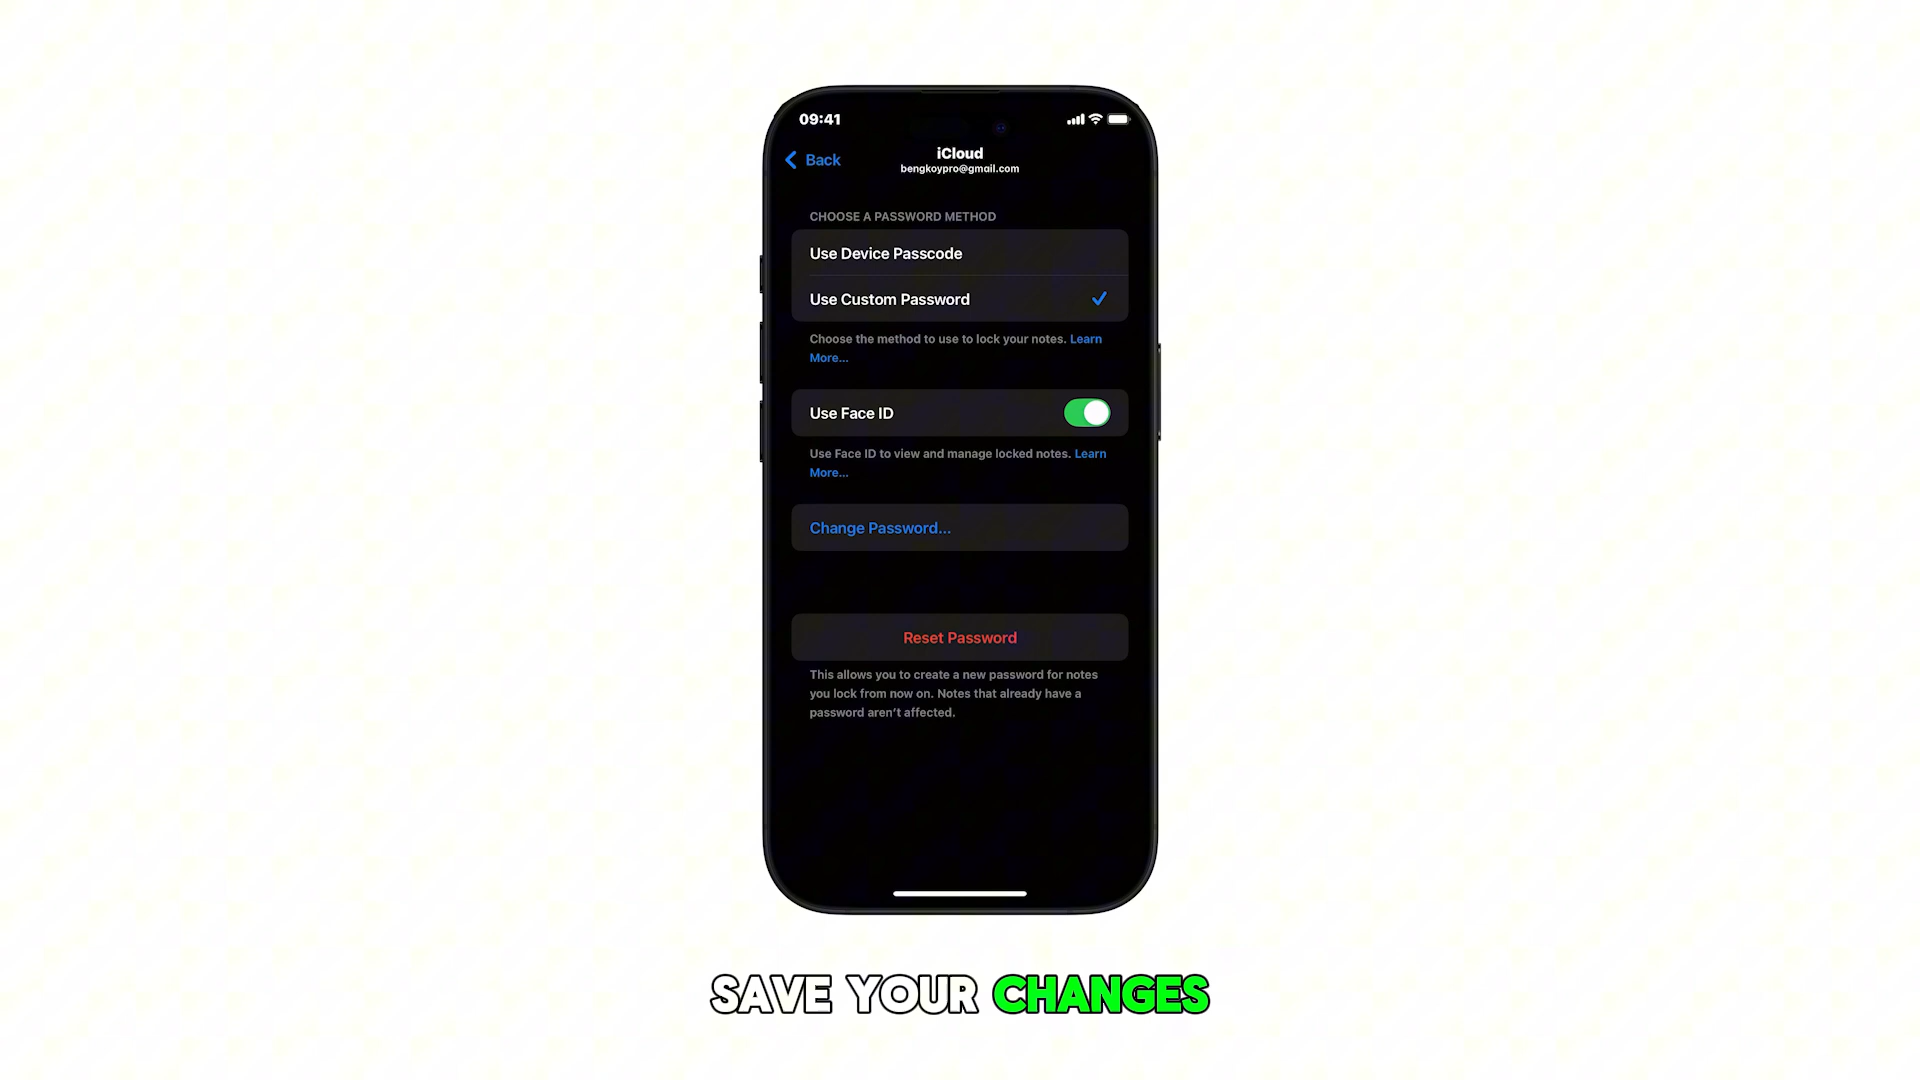 09:41
Back
iCloud
bengkoypro@gmail.com
CHOOSE A PASSWORD METHOD
Use Device Passcode
Use Custom Password
Choose the method to use to lock your notes. Learn
More...
Use Face ID
Use Face ID to view and manage locked notes. Learn
More...
Change Password...
Reset Password
This allows you to create a new password for notes
you lock from now on. Notes that already have a
password aren't affected.
SAVE YOUR CHANGES